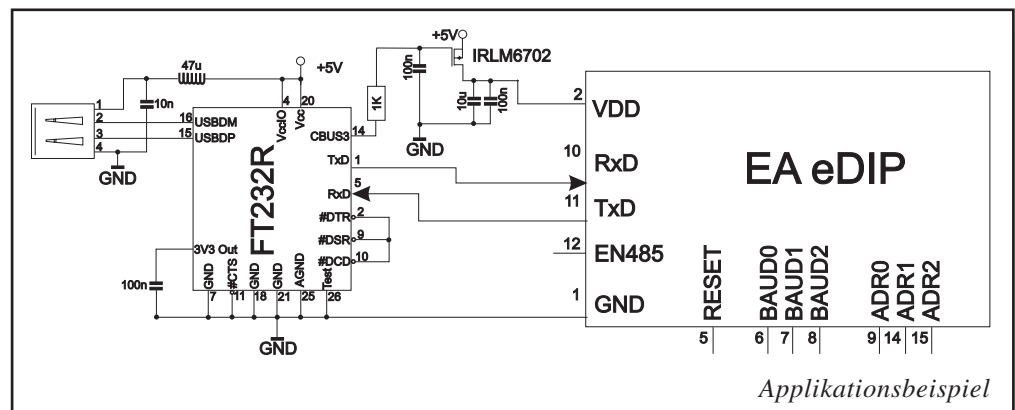 +5V
IRLM6702
47u
+5V
100n
1K
10u
100n
10n
1
2
3
4
GND
16 USBDM
15 USBDP
4
VccIO
20
Vcc
CBUS3 14
TxD 1
RxD 5
#DTR 2
#DSR 9
#DCD 10
FT232R
3V3 Out
100n
GND
7
#CTS
11
GND
18
GND
21
AGND
25
Test
26
GND
GND
2 VDD
10 RxD
11 TxD
12 EN485
1 GND
EA eDIP
RESET
BAUD0
BAUD1
BAUD2
ADR0
ADR1
ADR2
5
6
7
8
9
14
15
Applikationsbeispiel